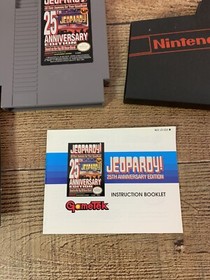 JEOPARDY!
25TH
ANNIVERSARY
EDITION
Nintendo
JEOPARDY!
25TH
ANNIVERSARY
EDITION
JEOPARDY!
25TH ANNIVERSARY EDITION
INSTRUCTION BOOKLET
GameTek